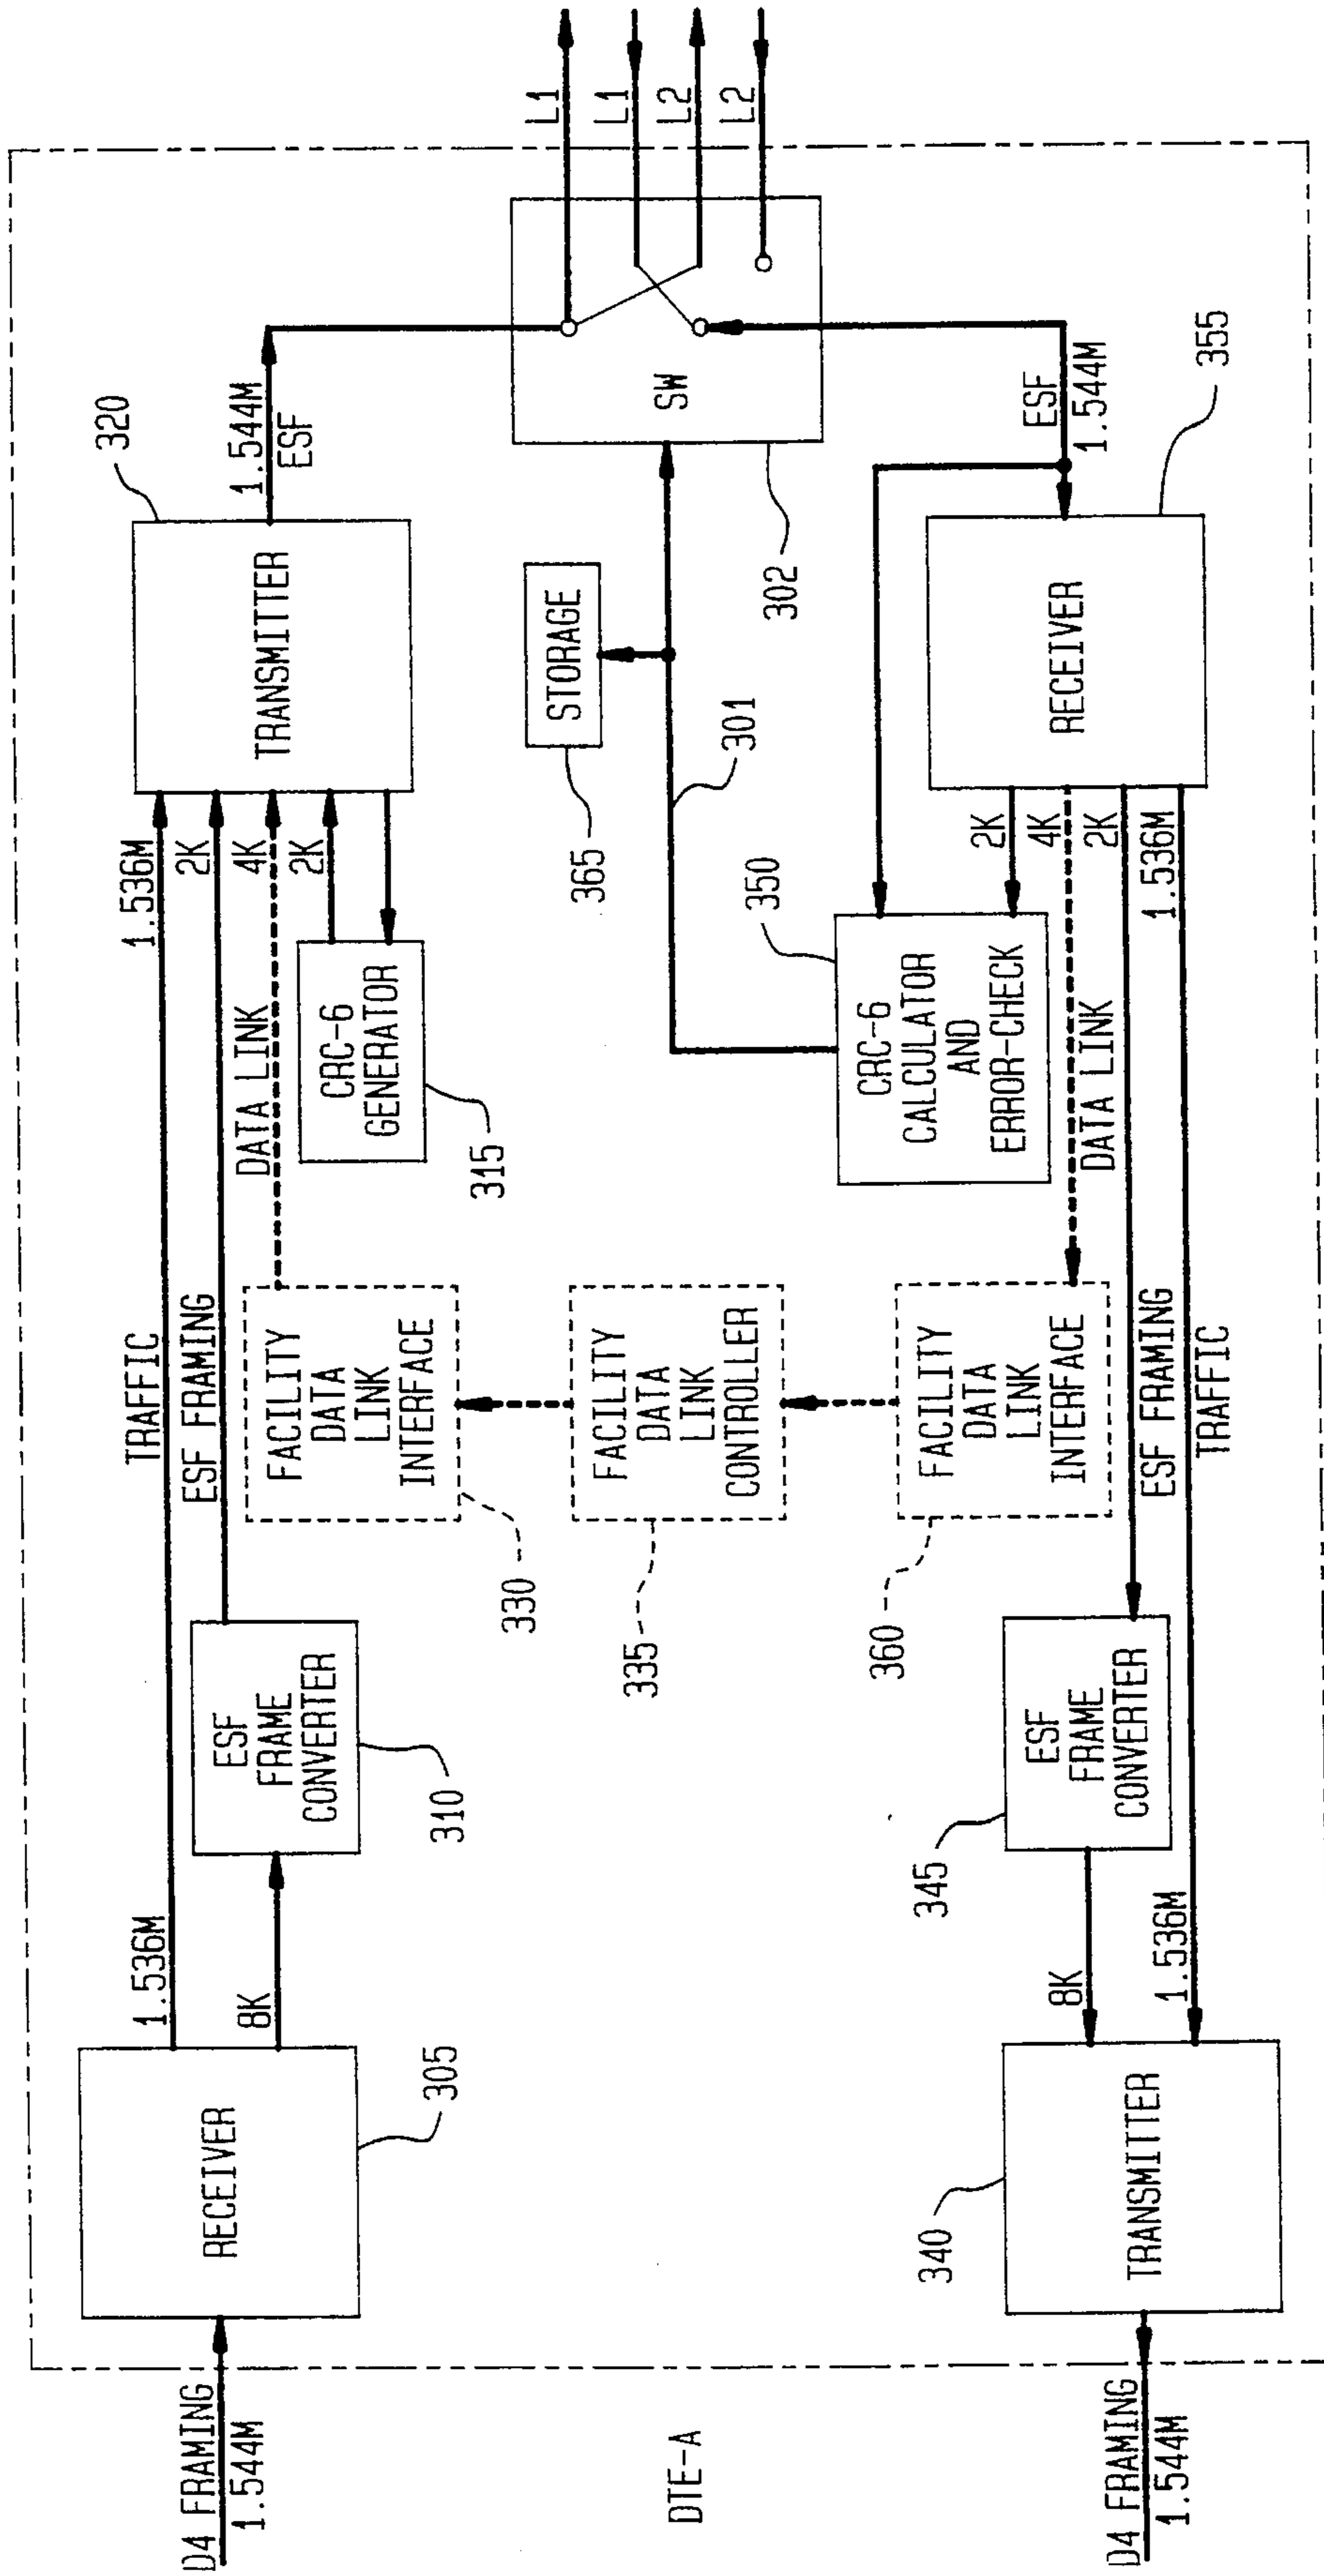 D4 FRAMING
1.544M
RECEIVER
305
1.536M
8K
ESF
FRAME
CONVERTER
310
TRAFFIC
ESF FRAMING
DATA LINK
1.536M
2K
4K
2K
CRC-6
GENERATOR
315
TRANSMITTER
320
1.544M
ESF
FACILITY
DATA
LINK
INTERFACE
330
FACILITY
DATA
LINK
CONTROLLER
335
FACILITY
DATA
LINK
INTERFACE
360
STORAGE
365
301
SW
302
L1
L1
L2
L2
DTE-A
CRC-6
CALCULATOR
AND
ERROR-CHECK
350
ESF
1.544M
RECEIVER
355
2K
4K
2K
1.536M
DATA LINK
ESF FRAMING
TRAFFIC
ESF
FRAME
CONVERTER
345
8K
1.536M
TRANSMITTER
340
D4 FRAMING
1.544M